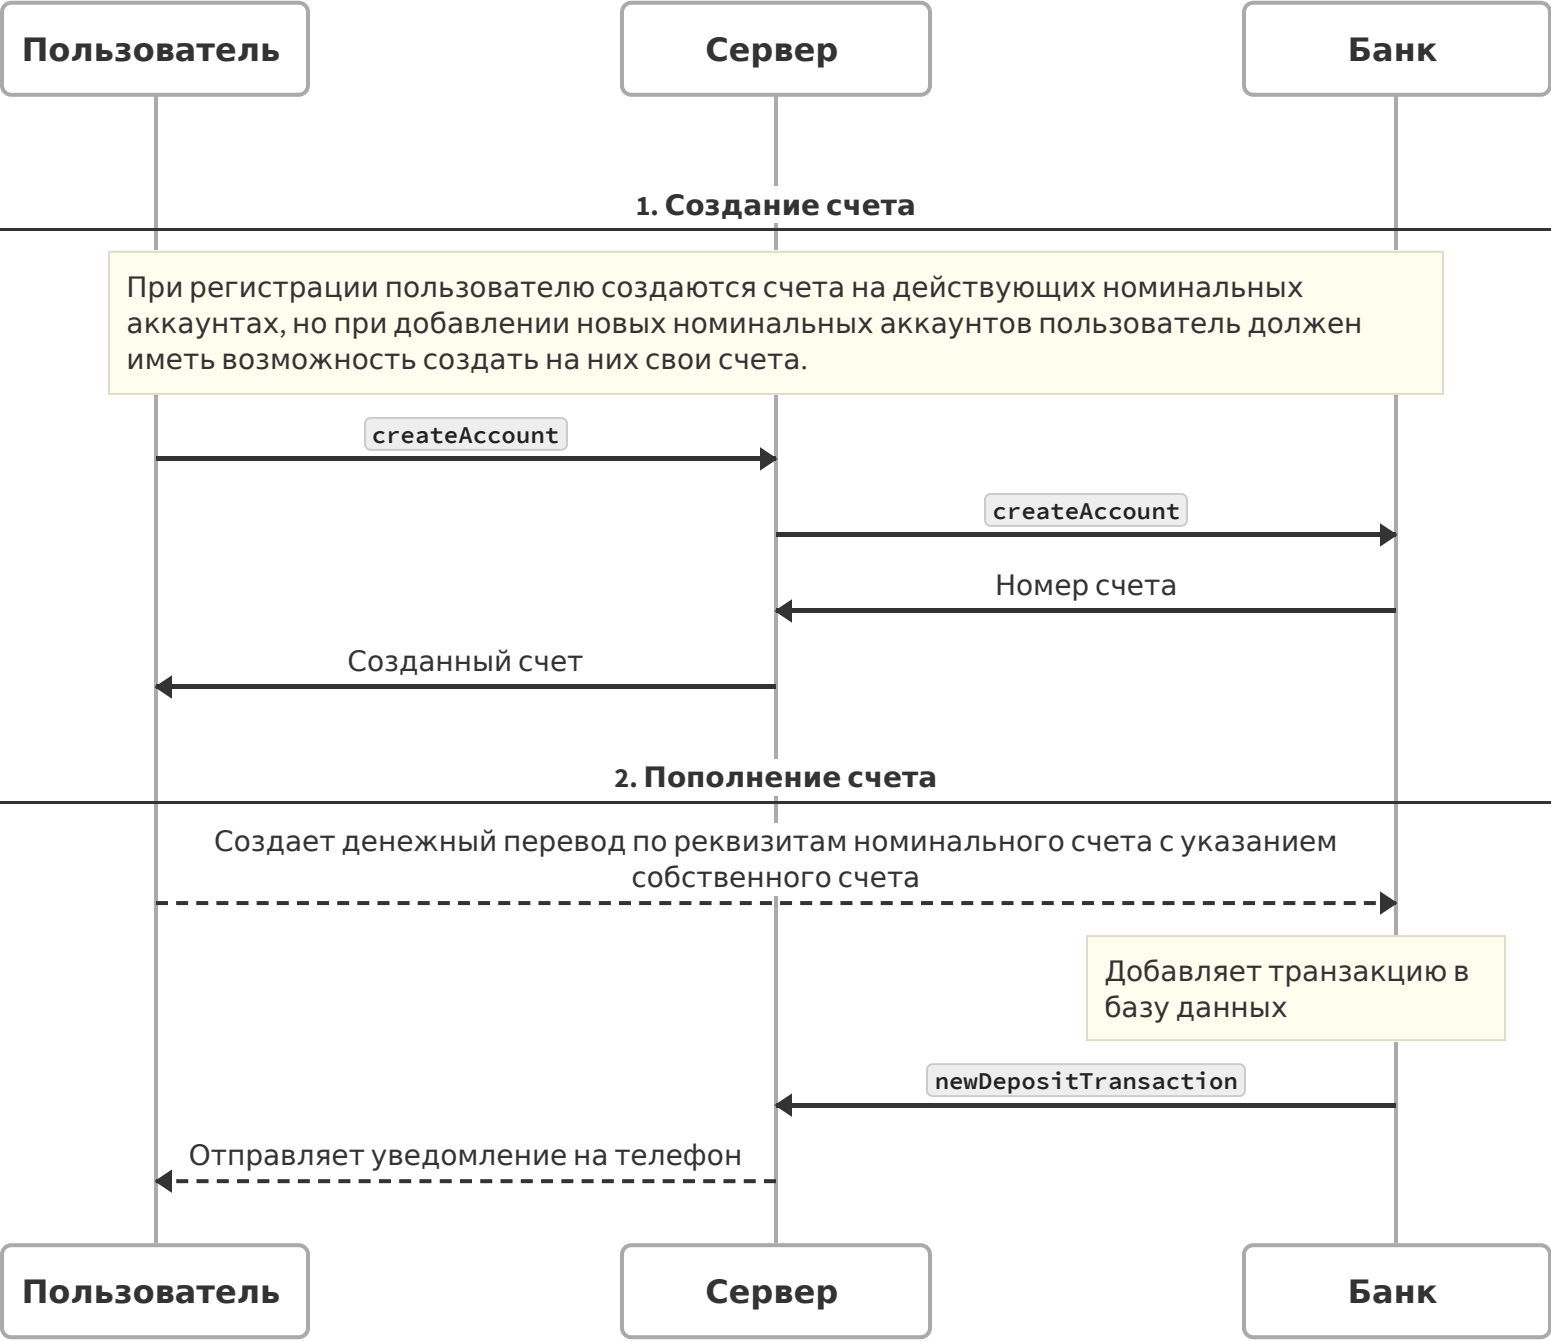 Пользователь
Сервер
Банк
1. Создание счета
При регистрации пользователю создаются счета на действующих номинальных
аккаунтах, но при добавлении новых номинальных аккаунтов пользователь должен
иметь возможность создать на них свои счета.
createAccount
createAccount
Номер счета
Созданный счет
2. Пополнение счета
Создает денежный перевод по реквизитам номинального счета с указанием
собственного счета
Добавляет транзакцию в
базу данных
newDepositTransaction
Отправляет уведомление на телефон
Пользователь
Сервер
Банк